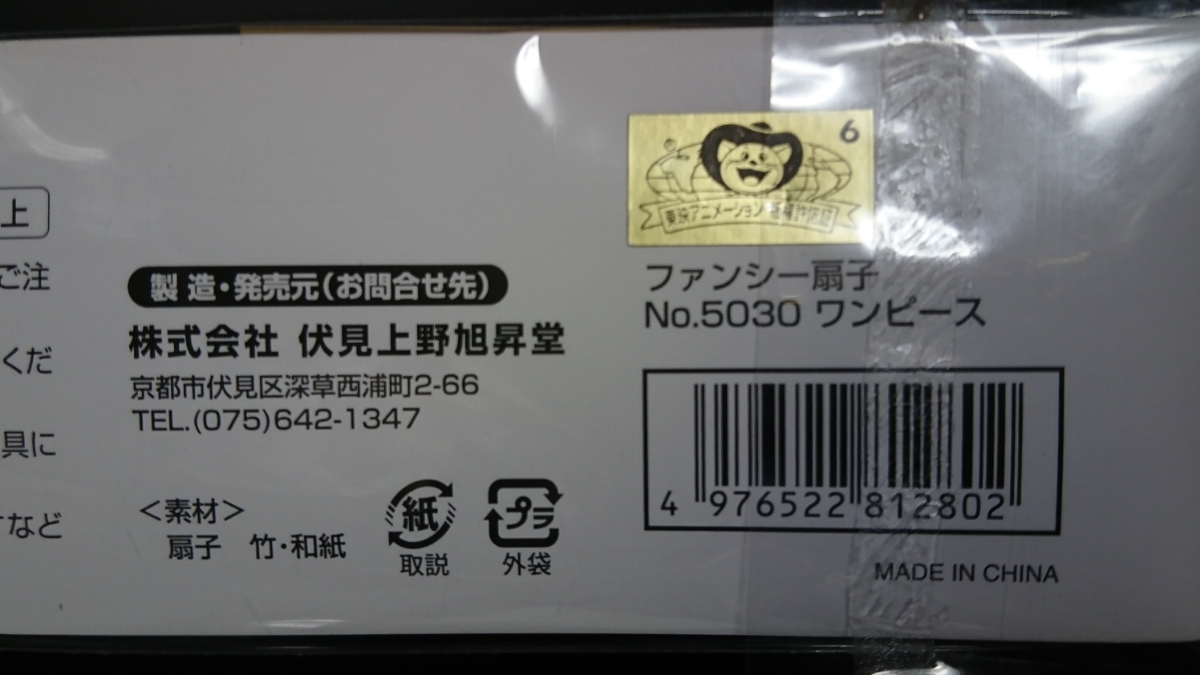 上
ご注
くだ
具に
など
製造・発売元(お問合せ先)
株式会社 伏見上野旭昇堂
京都市伏見区深草西浦町2-66
TEL.(075)642-1347
<素材>
扇子 竹・和紙
紙
取説
プラ
外袋
6
東映アニメーション
ファンシー扇子
No.5030 ワンピース
4 976522 812802
MADE IN CHINA